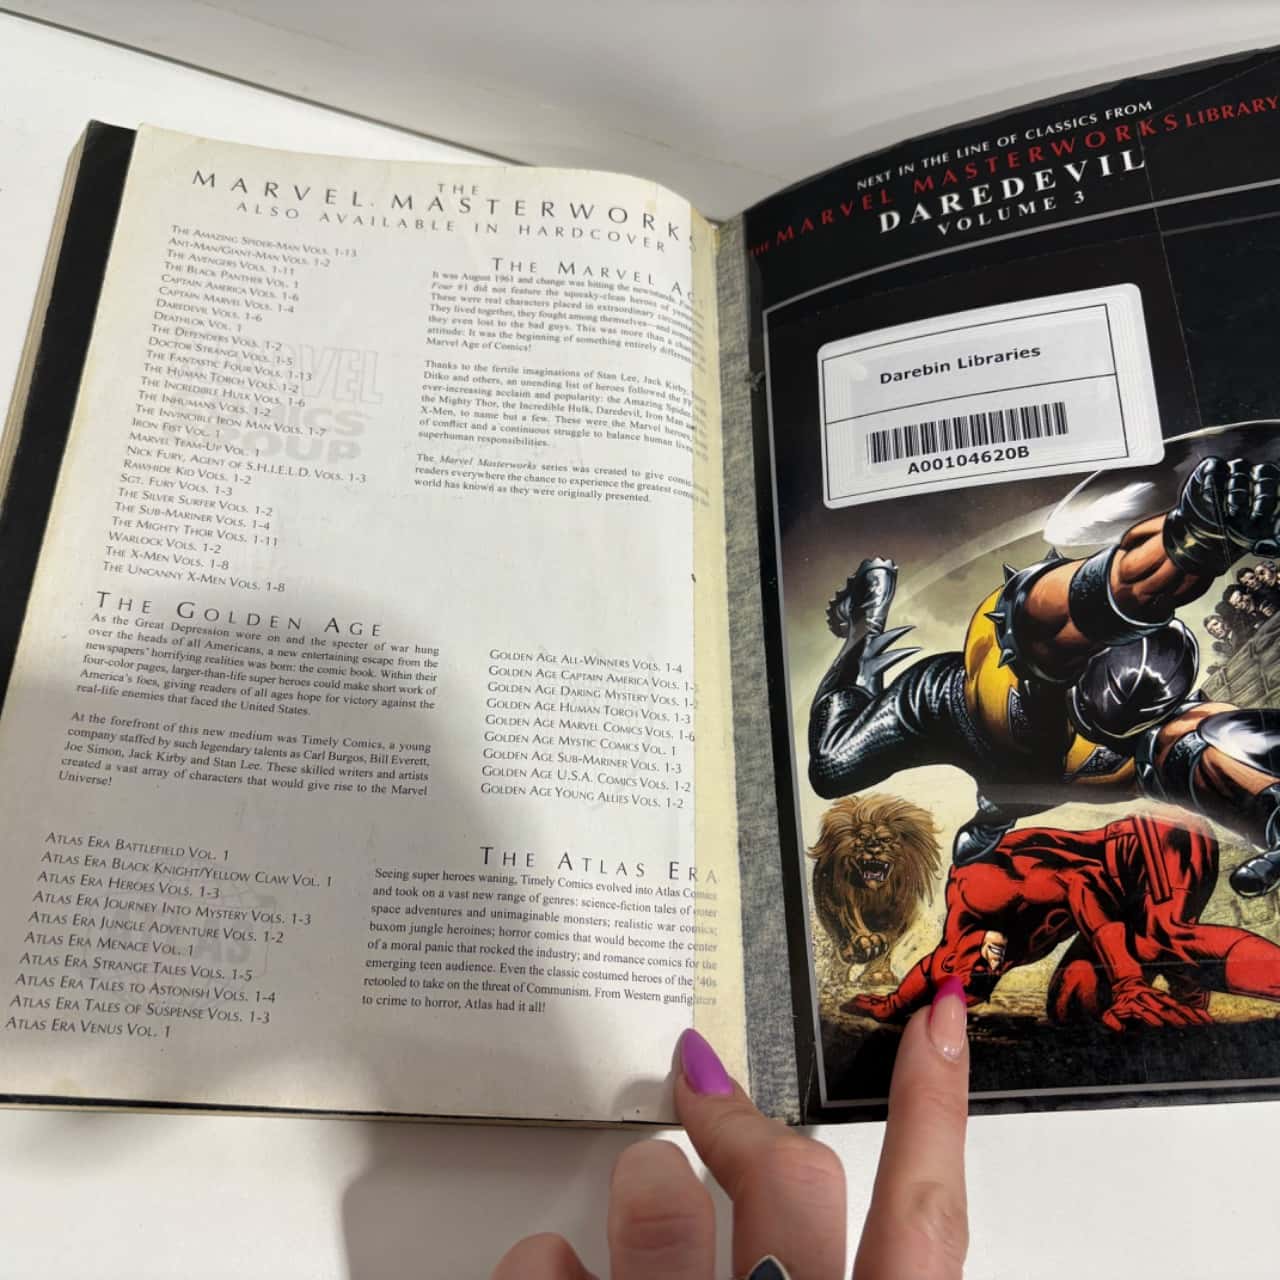 THE
MARVEL MASTERWORKS
ALSO AVAILABLE IN HARDCOVER
THE AMAZING SPIDER-MAN VOLS. 1-13
ANT-MAN/GIANT-MAN VOLS. 1-2
THE AVENGERS VOLS. 1-11
THE BLACK PANTHER VOL. 1
CAPTAIN AMERICA VOLS. 1-6
CAPTAIN MARVEL VOLS. 1-4
DAREDEVIL VOLS. 1-6
DEATHLOK VOL. 1
THE DEFENDERS VOLS. 1-2
DOCTOR STRANGE VOLS. 1-5
THE FANTASTIC FOUR VOLS. 1-13
THE HUMAN TORCH VOLS. 1-2
THE INCREDIBLE HULK VOLS. 1-6
THE INHUMANS VOLS. 1-2
THE INVINCIBLE IRON MAN VOLS. 1-7
IRON FIST VOL. 1
MARVEL TEAM-UP VOL. 1
NICK FURY, AGENT OF S.H.I.E.L.D. VOLS. 1-3
RAWHIDE KID VOLS. 1-2
SGT. FURY VOLS. 1-3
THE SILVER SURFER VOLS. 1-2
THE SUB-MARINER VOLS. 1-4
THE MIGHTY THOR VOLS. 1-11
WARLOCK VOLS. 1-2
THE X-MEN VOLS. 1-8
THE UNCANNY X-MEN VOLS. 1-8
THE MARVEL
It was August 1961 and change was hitting the newsstands.
Four #1 did not feature the squeaky-clean heroes of
These were real characters placed in extraordinary
They lived together, they fought among themselves—and
they even lost to the bad guys. This was more than a
attitude: It was the beginning of something entirely
Marvel Age of Comics!
Thanks to the fertile imaginations of Stan Lee, Jack Kirby,
Ditko and others, an unending list of heroes followed the
ever-increasing acclaim and popularity: the Amazing
the Mighty Thor, the Incredible Hulk, Daredevil, Iron Man
X-Men, to name but a few. These were the Marvel heroes,
of conflict and a continuous struggle to balance human lives
superhuman responsibilities.
The Marvel Masterworks series was created to give
readers everywhere the chance to experience the greatest
world has known as they were originally presented.
THE GOLDEN AGE
As the Great Depression wore on and the specter of war hung
over the heads of all Americans, a new entertaining escape from the
newspapers' horrifying realities was born: the comic book. Within their
four-color pages, larger-than-life super heroes could make short work of
America's foes, giving readers of all ages hope for victory against the
real-life enemies that faced the United States.
At the forefront of this new medium was Timely Comics, a young
company staffed by such legendary talents as Carl Burgos, Bill Everett,
Joe Simon, Jack Kirby and Stan Lee. These skilled writers and artists
created a vast array of characters that would give rise to the Marvel
Universe!
GOLDEN AGE ALL-WINNERS VOLS. 1-4
GOLDEN AGE CAPTAIN AMERICA VOLS.
GOLDEN AGE DARING MYSTERY VOLS. 1-2
GOLDEN AGE HUMAN TORCH VOLS. 1-3
GOLDEN AGE MARVEL COMICS VOLS. 1-6
GOLDEN AGE MYSTIC COMICS VOL. 1
GOLDEN AGE SUB-MARINER VOLS. 1-3
GOLDEN AGE U.S.A. COMICS VOLS. 1-2
GOLDEN AGE YOUNG ALLIES VOLS. 1-2
ATLAS ERA BATTLEFIELD VOL. 1
ATLAS ERA BLACK KNIGHT/YELLOW CLAW VOL. 1
ATLAS ERA HEROES VOLS. 1-3
ATLAS ERA JOURNEY INTO MYSTERY VOLS. 1-3
ATLAS ERA JUNGLE ADVENTURE VOLS. 1-2
ATLAS ERA MENACE VOL. 1
ATLAS ERA STRANGE TALES VOLS. 1-5
ATLAS ERA TALES TO ASTONISH VOLS. 1-4
ATLAS ERA TALES OF SUSPENSE VOLS. 1-3
ATLAS ERA VENUS VOL. 1
THE ATLAS ERA
Seeing super heroes waning, Timely Comics evolved into Atlas Comics
and took on a vast new range of genres: science-fiction tales of outer
space adventures and unimaginable monsters; realistic war comics;
buxom jungle heroines; horror comics that would become the center
of a moral panic that rocked the industry; and romance comics for the
emerging teen audience. Even the classic costumed heroes of the '40s
retooled to take on the threat of Communism. From Western gunfighters
to crime to horror, Atlas had it all!
NEXT IN THE LINE OF CLASSICS FROM
THE MARVEL MASTERWORKS LIBRARY
DAREDEVIL
VOLUME 3
Darebin Libraries
A00104620B